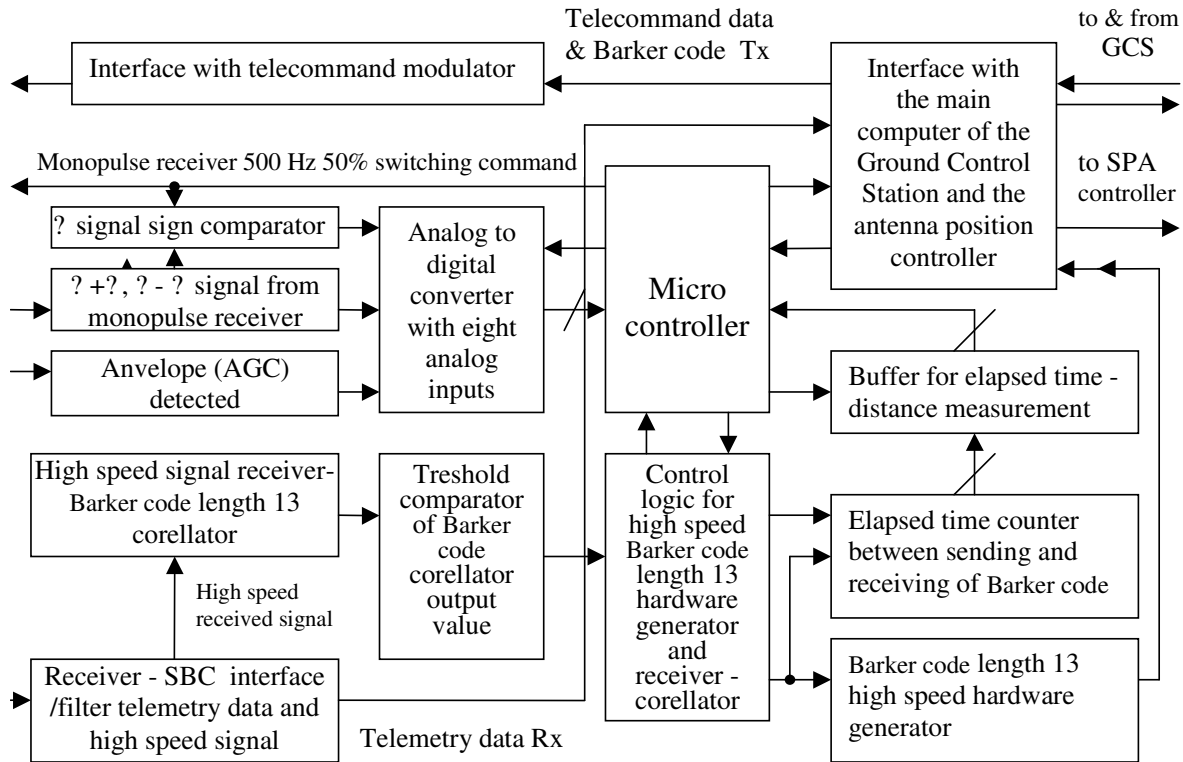 Telecommand data
& Barker code Tx
to & from
GCS
Interface with telecommand modulator
Interface with
the main
computer of the
Ground Control
Station and the
antenna position
controller
Monopulse receiver 500 Hz 50% switching command
to SPA
controller
? signal sign comparator
? +?, ? - ? signal from
monopulse receiver
Anvelope (AGC)
detected
Analog to
digital
converter
with eight
analog
inputs
Micro
controller
Buffer for elapsed time -
distance measurement
High speed signal receiver-
Barker code length 13
corellator
Treshold
comparator
of Barker
code
corellator
output
value
Control
logic for
high speed
Barker code
length 13
hardware
generator
and
receiver -
corellator
Elapsed time counter
between sending and
receiving of Barker code
High speed
received signal
Receiver - SBC interface
/filter telemetry data and
high speed signal
Telemetry data Rx
Barker code length 13
high speed hardware
generator